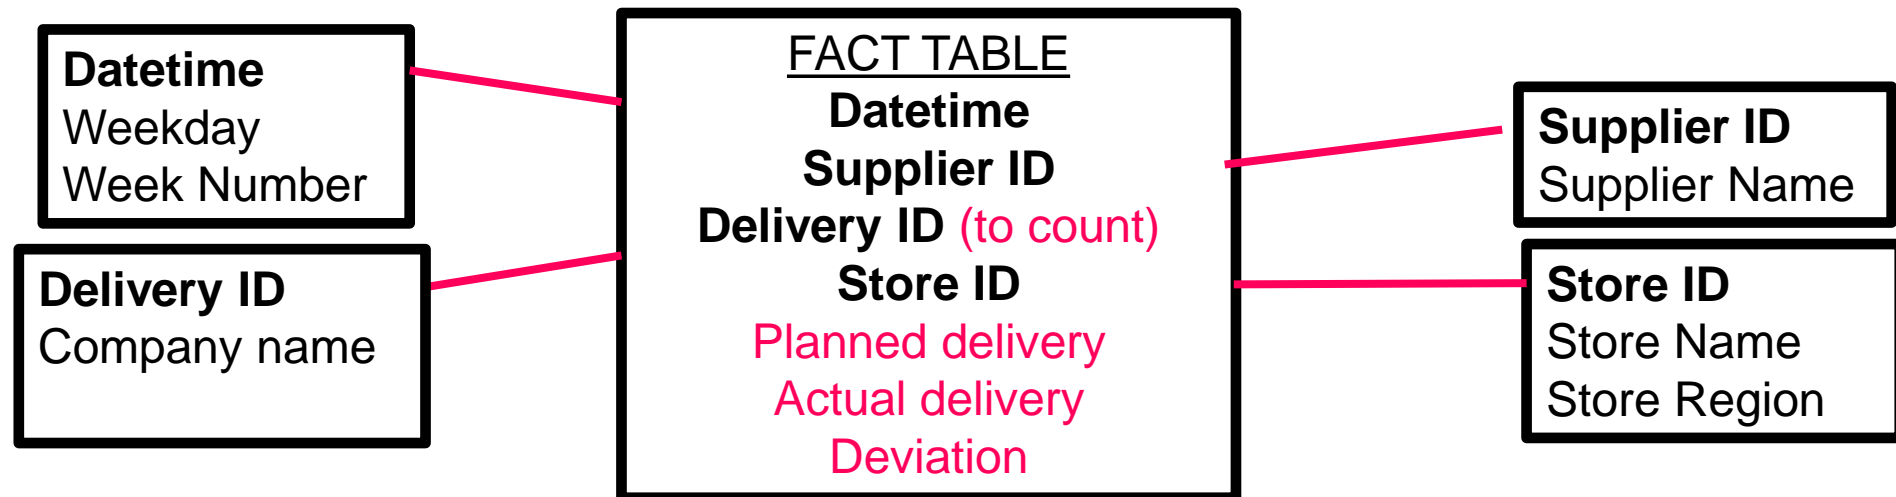 Datetime
Weekday
Week Number
Delivery ID
Company name
FACT TABLE
Datetime
Supplier ID
Delivery ID (to count)
Store ID
Planned delivery
Actual delivery
Deviation
Supplier ID
Supplier Name
Store ID
Store Name
Store Region